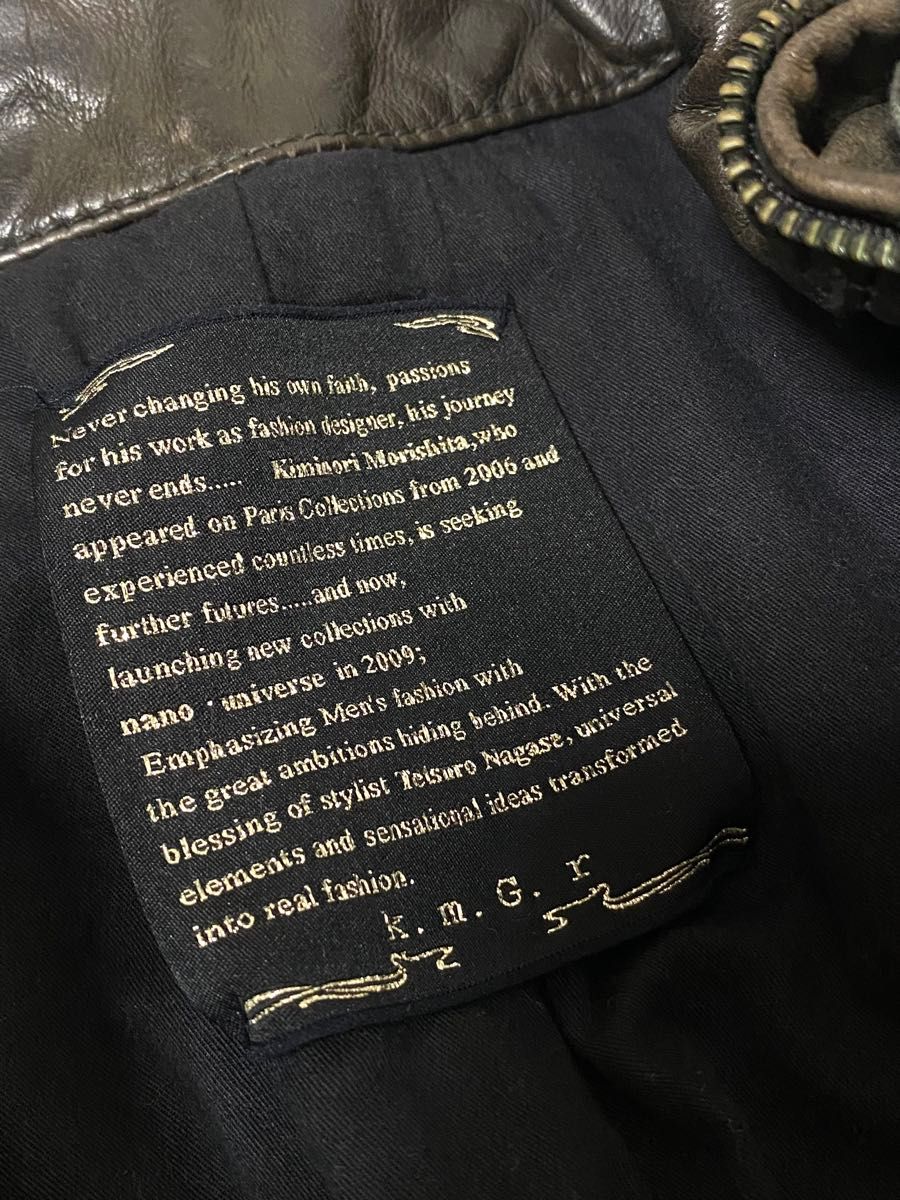 Never changing his own faith, passions
for his work as fashion designer, his journey
never ends..... Kiminori Morishita,who
appeared on Paris Collections from 2006 and
experienced countless times, is seeking
further futures.....and now,
launching new collections with
nano・universe in 2009;
Emphasizing Men's fashion with
the great ambitions hiding behind. With the
blessing of stylist Tetsuro Nagase, universal
elements and sensational ideas transformed
into real fashion.
k.m.G.r